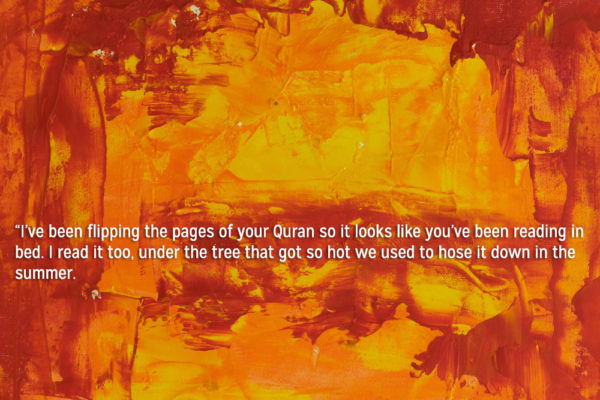 “I’ve been flipping the pages of your Quran so it looks like you’ve been reading in
bed. I read it too, under the tree that got so hot we used to hose it down in the
summer.